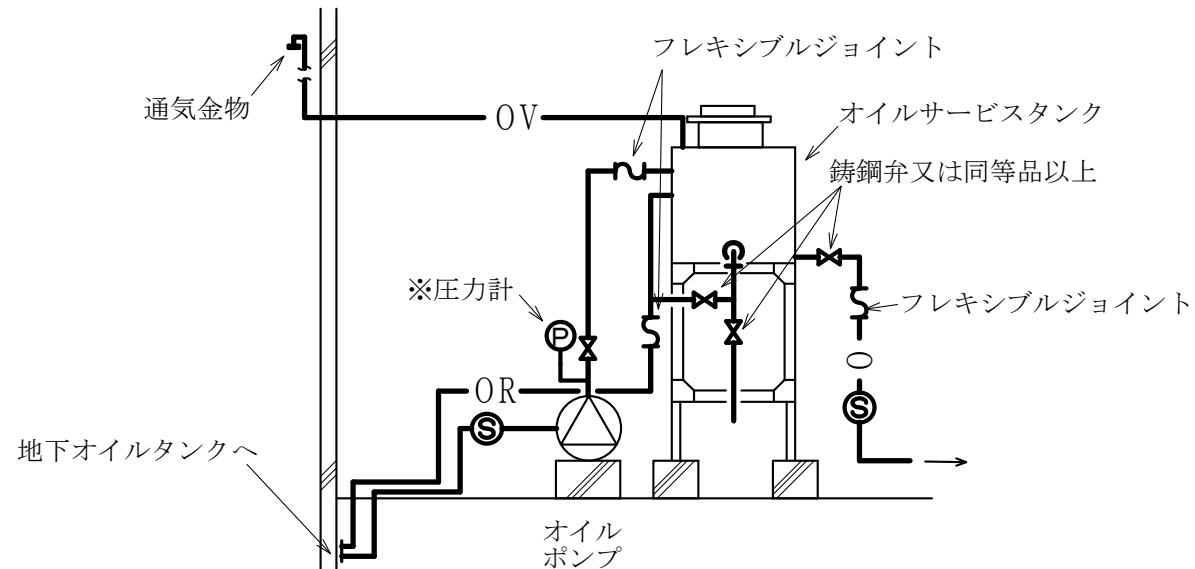 フレキシブルジョイント
通気金物
OV
オイルサービスタンク
鋳鋼弁又は同等品以上
※圧力計
フレキシブルジョイント
P
O
OR
S
S
地下オイルタンクへ
オイル
ポンプ